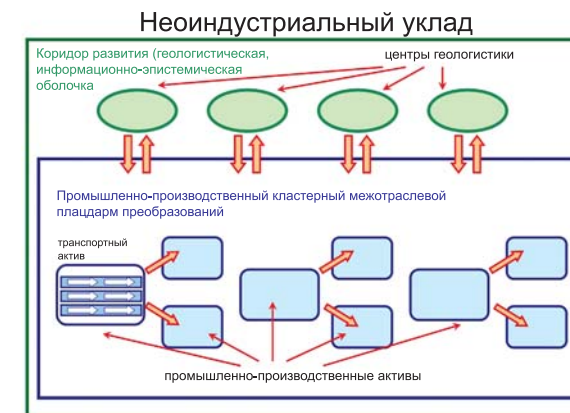 Неоиндустриальный уклад
Коридор развития (геологистическая,
информационно-эпистемическая
оболочка
центры геологистики
Промышленно-производственный кластерный межотраслевой
плацдарм преобразований
транспортный
актив
промышленно-производственные активы